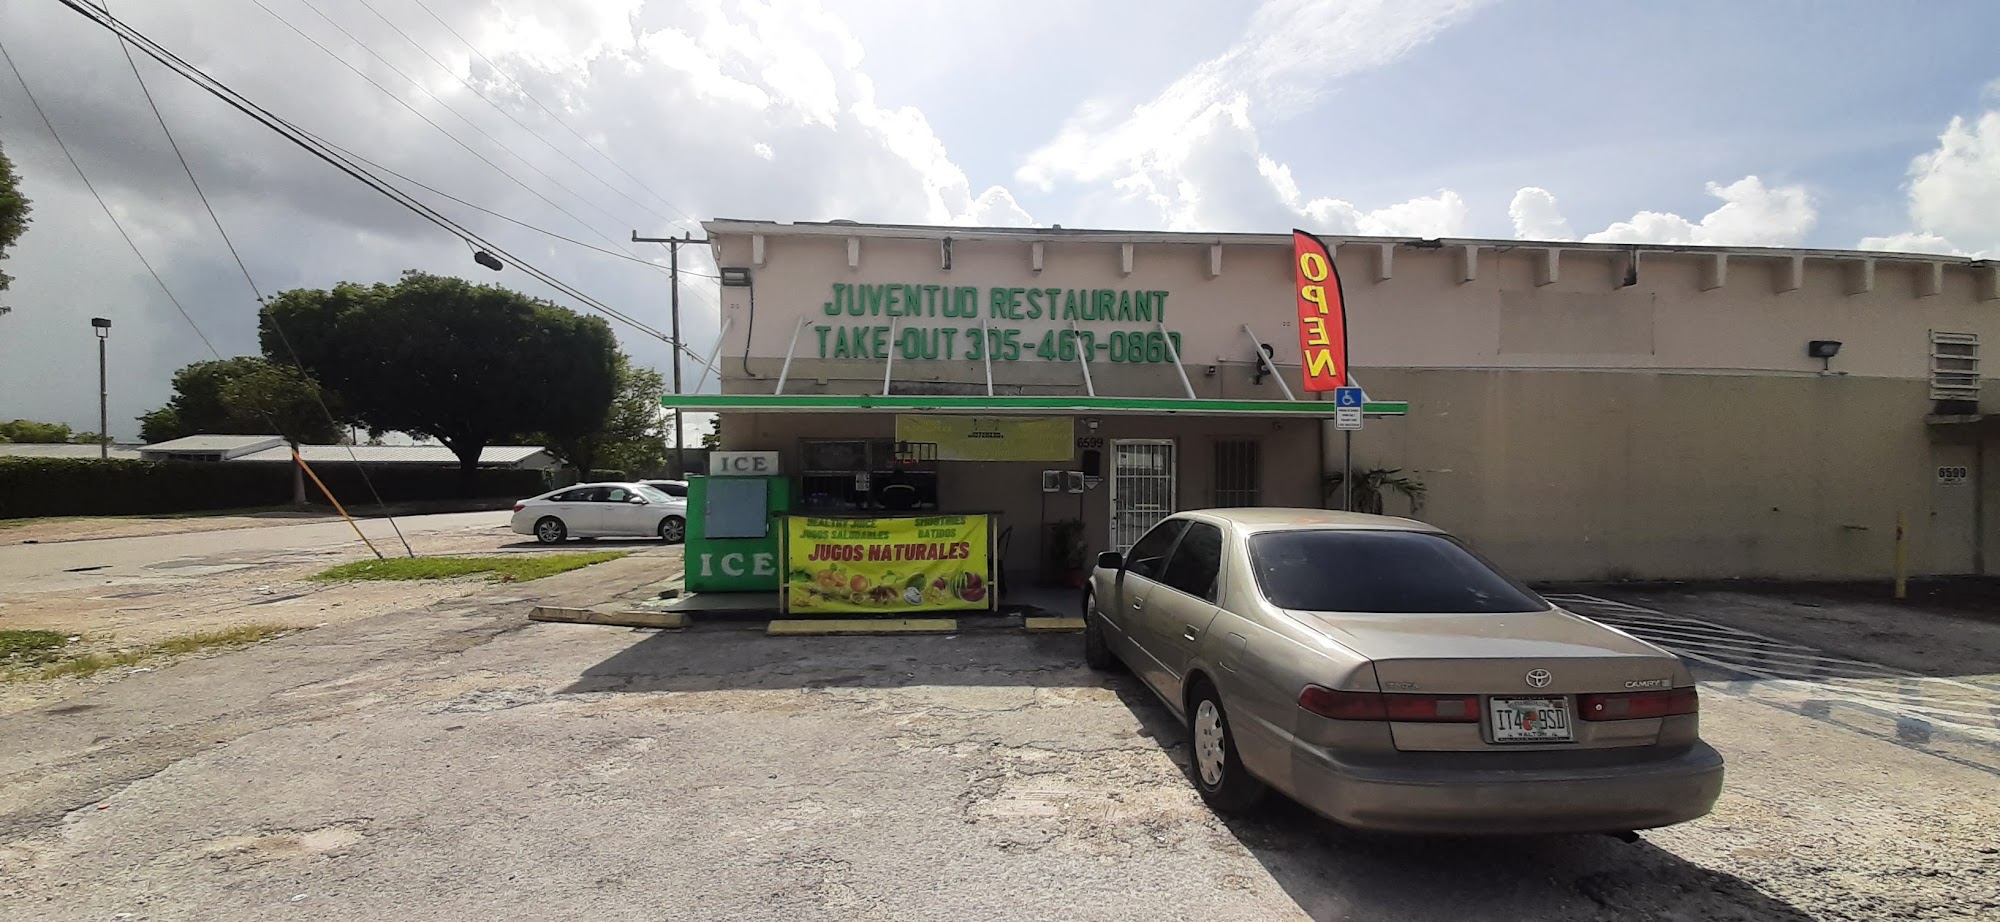 JUVENTUD RESTAURANT
TAKE-OUT 305-463-0860
OPEN
6599
ICE
ICE
HEALTHY JUICE SMOOTHIES
JUGOS SALUDABLES BATIDOS
JUGOS NATURALES
6599
CAMRY
WALTON